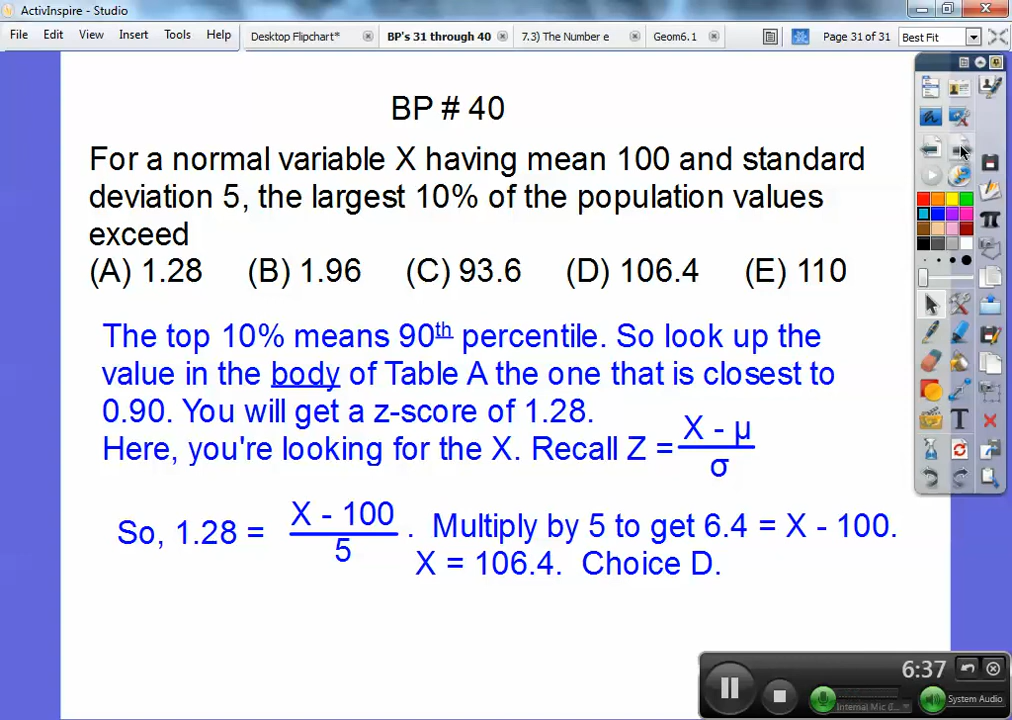 ActivInspire - Studio
File Edit View Insert Tools Help
Desktop Flipchart* BP's 31 through 40 7.3) The Number e Geom6.1 Page 31 of 31 Best Fit
BP # 40
For a normal variable X having mean 100 and standard
deviation 5, the largest 10% of the population values
exceed
(A) 1.28 (B) 1.96 (C) 93.6 (D) 106.4 (E) 110
The top 10% means 90th percentile. So look up the
value in the body of Table A the one that is closest to
0.90. You will get a z-score of 1.28.
Here, you're looking for the X. Recall Z = X - μ
σ
So, 1.28 = X - 100 . Multiply by 5 to get 6.4 = X - 100.
5
X = 106.4. Choice D.
6:37
Internal Mic (I... System Audio